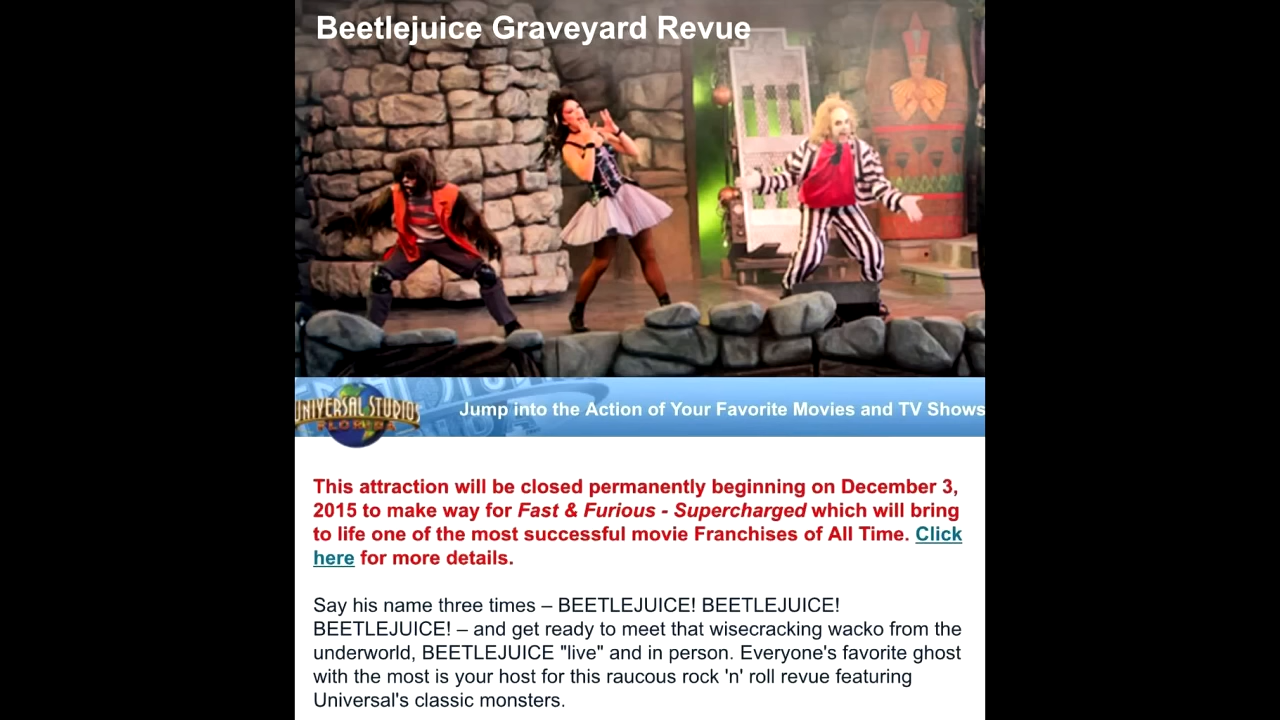 Beetlejuice Graveyard Revue
UNIVERSAL STUDIOS
FLORIDA
Jump into the Action of Your Favorite Movies and TV Shows
This attraction will be closed permanently beginning on December 3,
2015 to make way for Fast & Furious - Supercharged which will bring
to life one of the most successful movie Franchises of All Time. Click
here for more details.
Say his name three times – BEETLEJUICE! BEETLEJUICE!
BEETLEJUICE! – and get ready to meet that wisecracking wacko from the
underworld, BEETLEJUICE "live" and in person. Everyone's favorite ghost
with the most is your host for this raucous rock 'n' roll revue featuring
Universal's classic monsters.